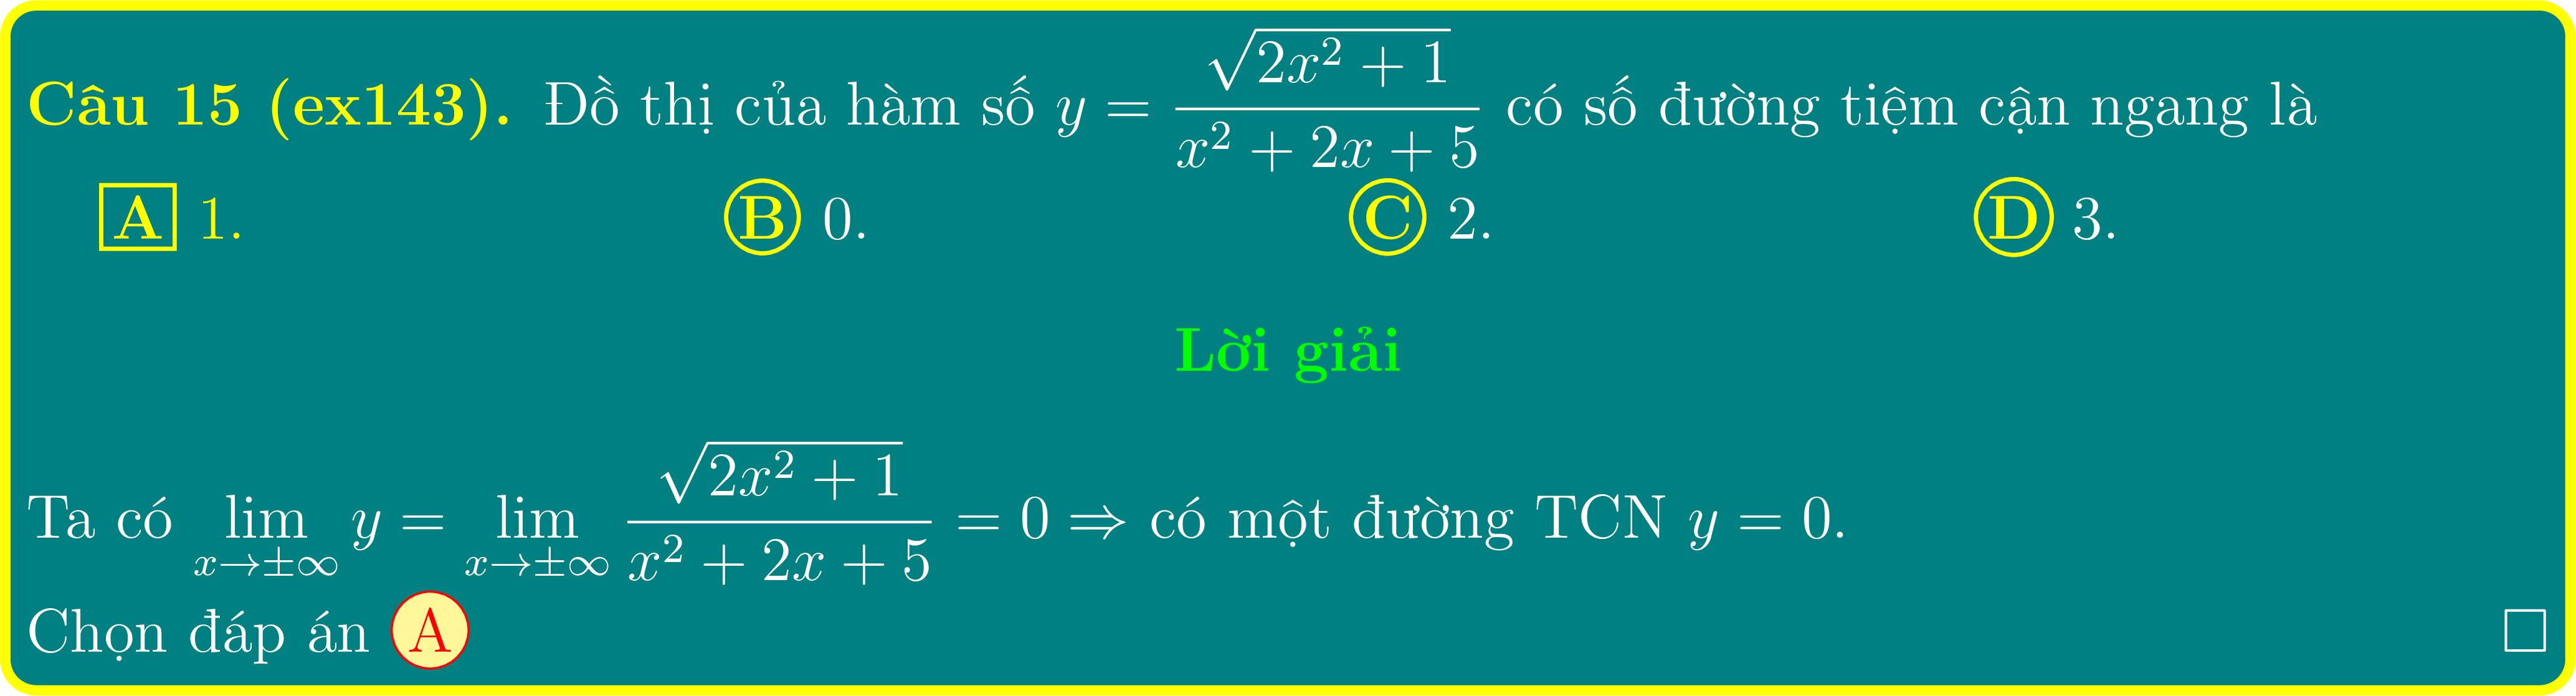 Câu 15 (ex143). Đồ thị của hàm số $y = \dfrac{\sqrt{2x^2+1}}{x^2+2x+5}$ có số đường tiệm cận ngang là
A 1. B 0. C 2. D 3.
Lời giải
Ta có $\lim\limits_{x\to\pm\infty} y = \lim\limits_{x\to\pm\infty} \dfrac{\sqrt{2x^2+1}}{x^2+2x+5} = 0 \Rightarrow$ có một đường TCN $y = 0$.
Chọn đáp án A □